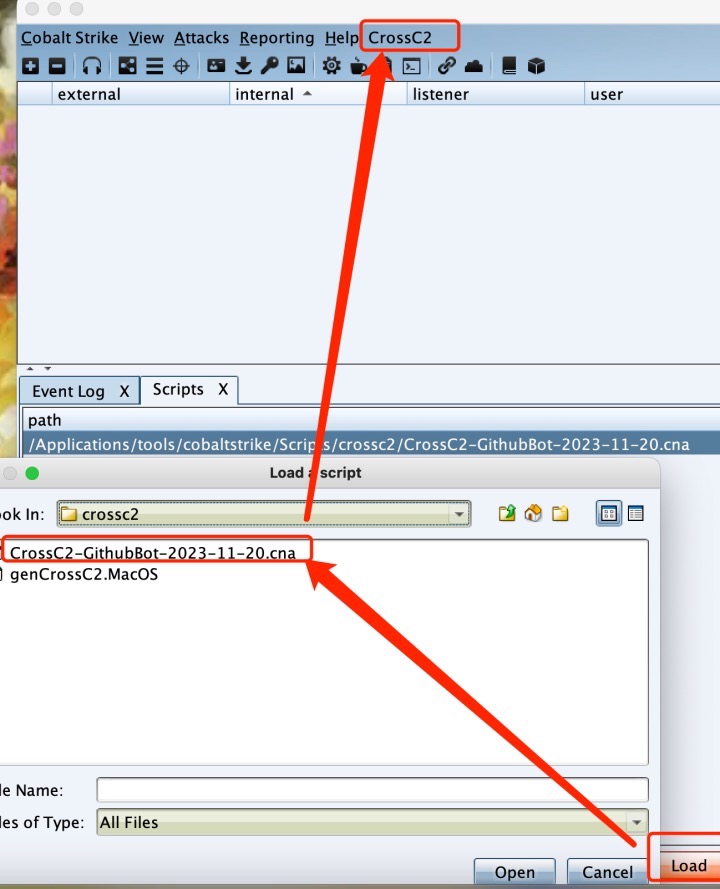 Cobalt Strike View Attacks Reporting Help CrossC2
external internal listener user
Event Log X Scripts X
path
/Applications/tools/cobaltstrike/Scripts/crossc2/CrossC2-GithubBot-2023-11-20.cna
Load a script
ook In: crossc2
CrossC2-GithubBot-2023-11-20.cna
genCrossC2.MacOS
le Name:
les of Type: All Files
Open Cancel Load